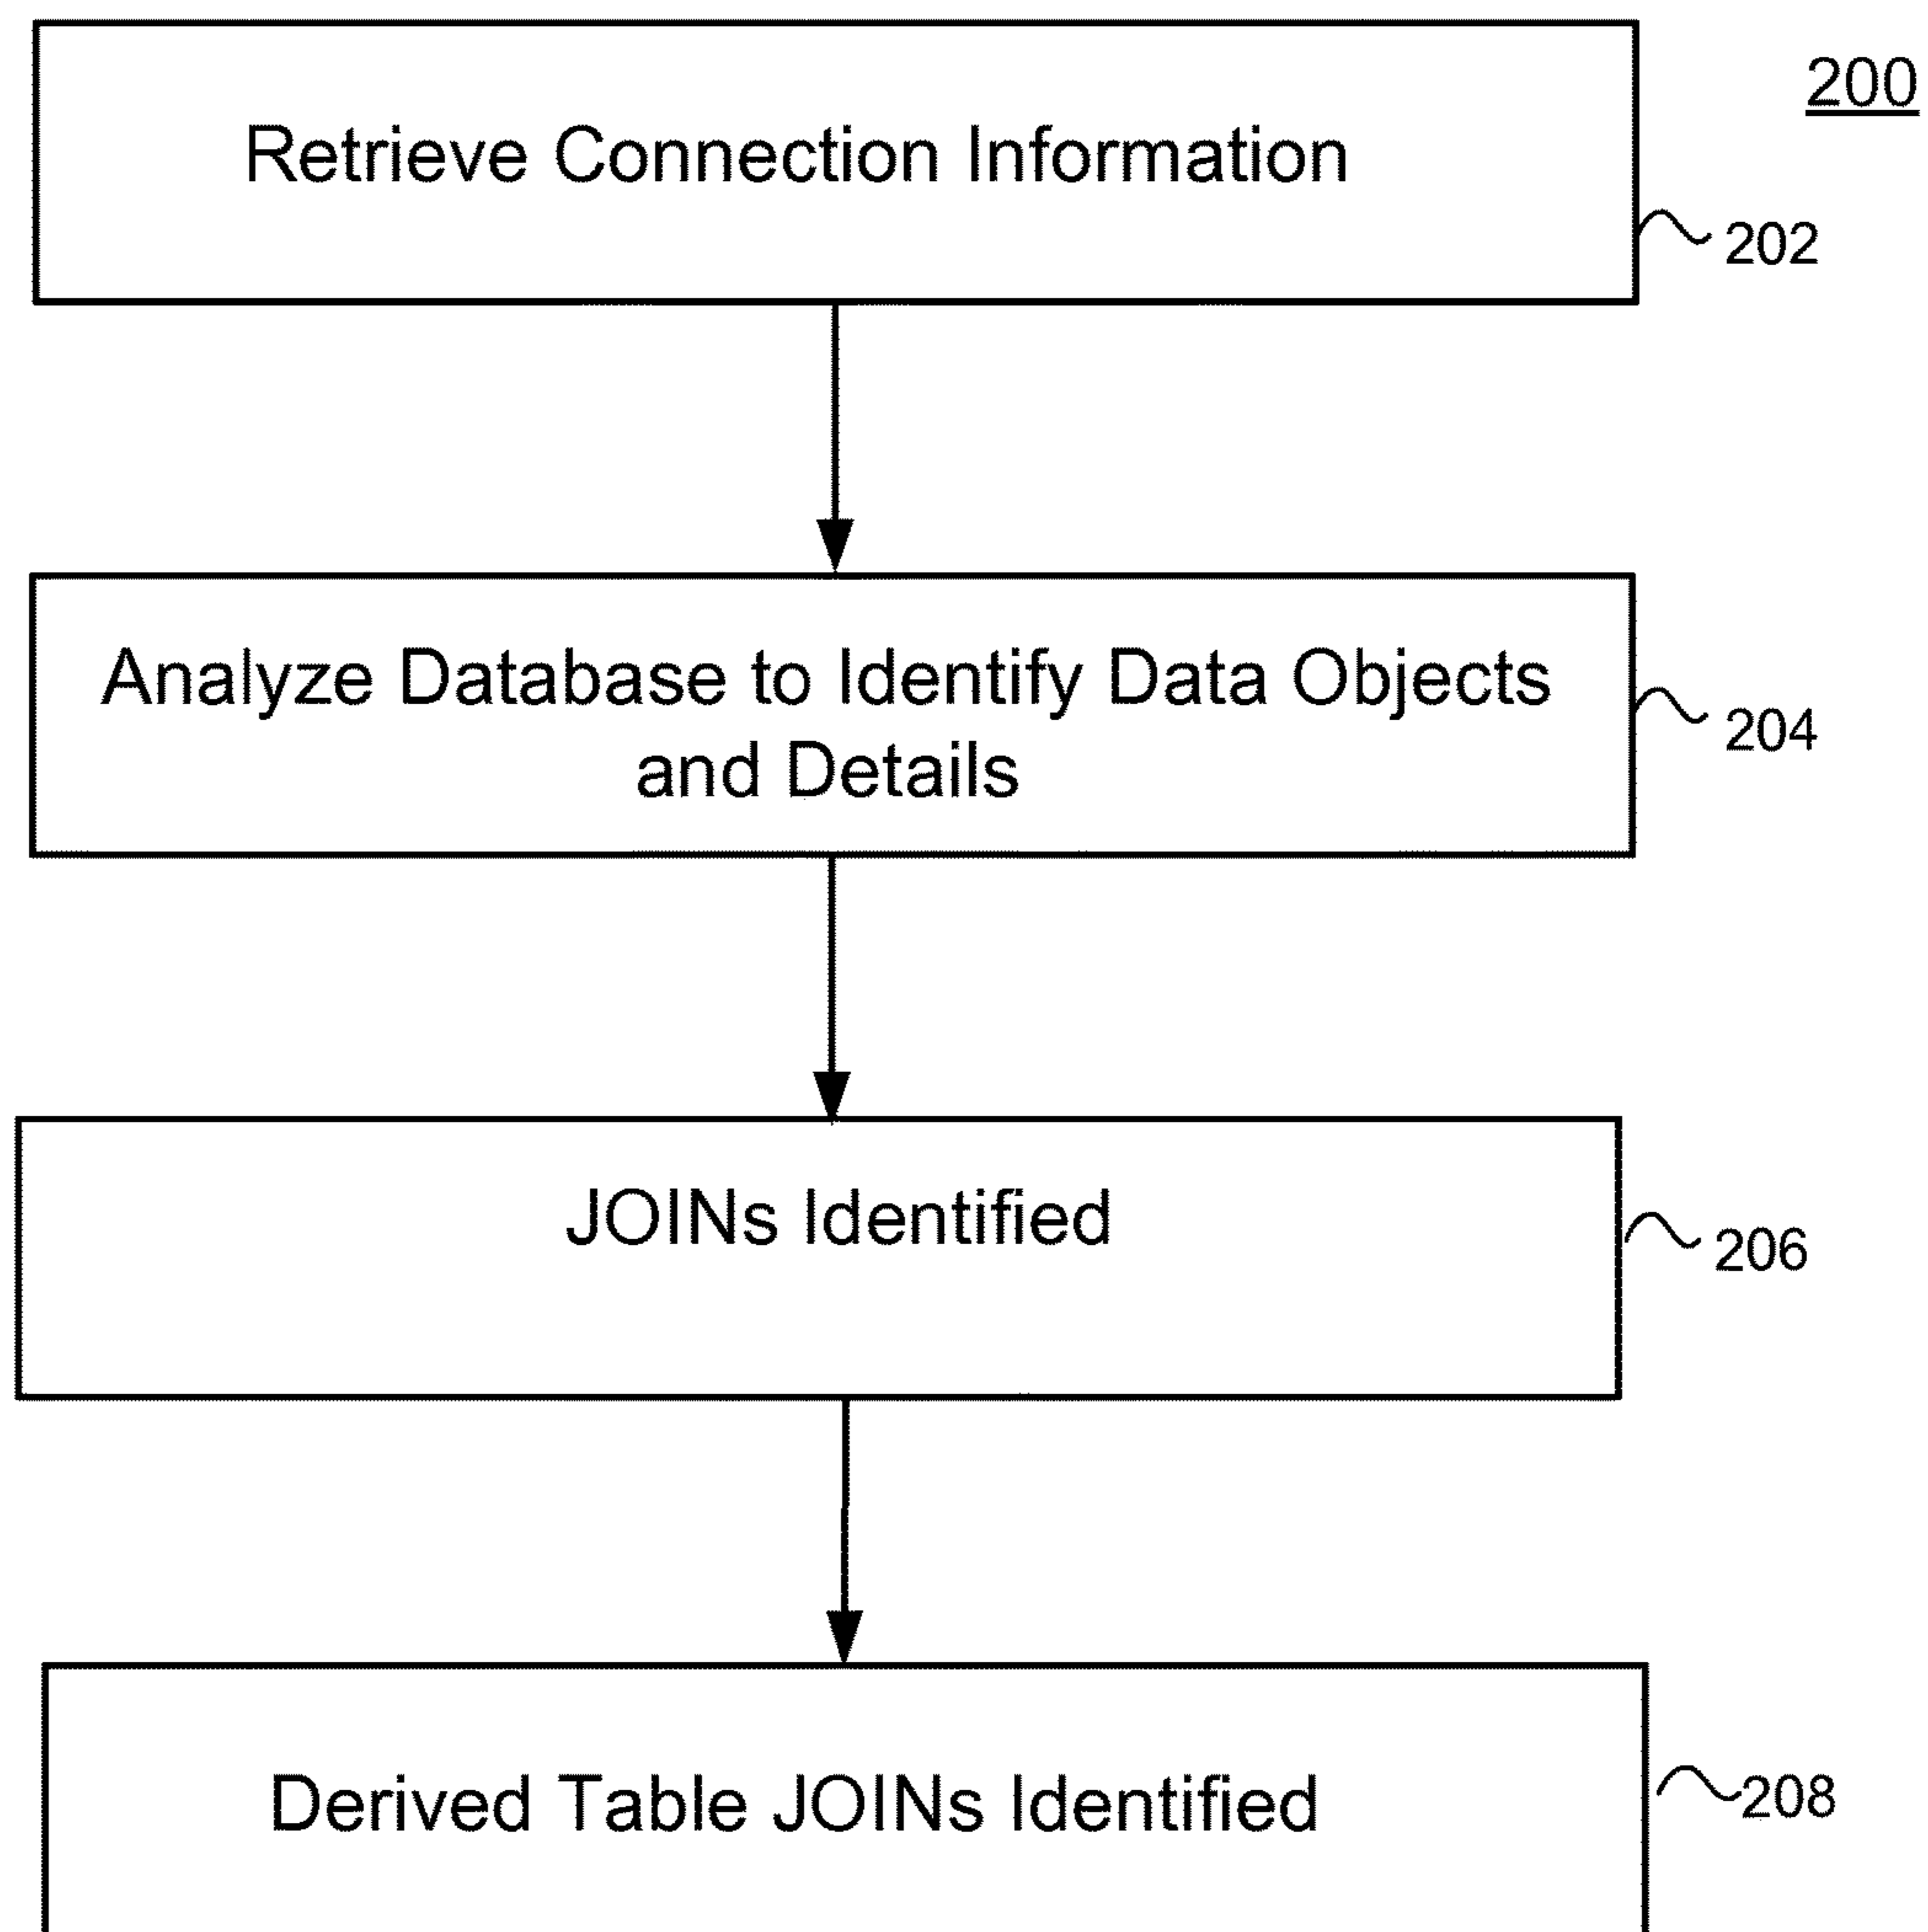 200
Retrieve Connection Information
202
Analyze Database to Identify Data Objects
and Details
204
JOINs Identified
206
Derived Table JOINs Identified
208